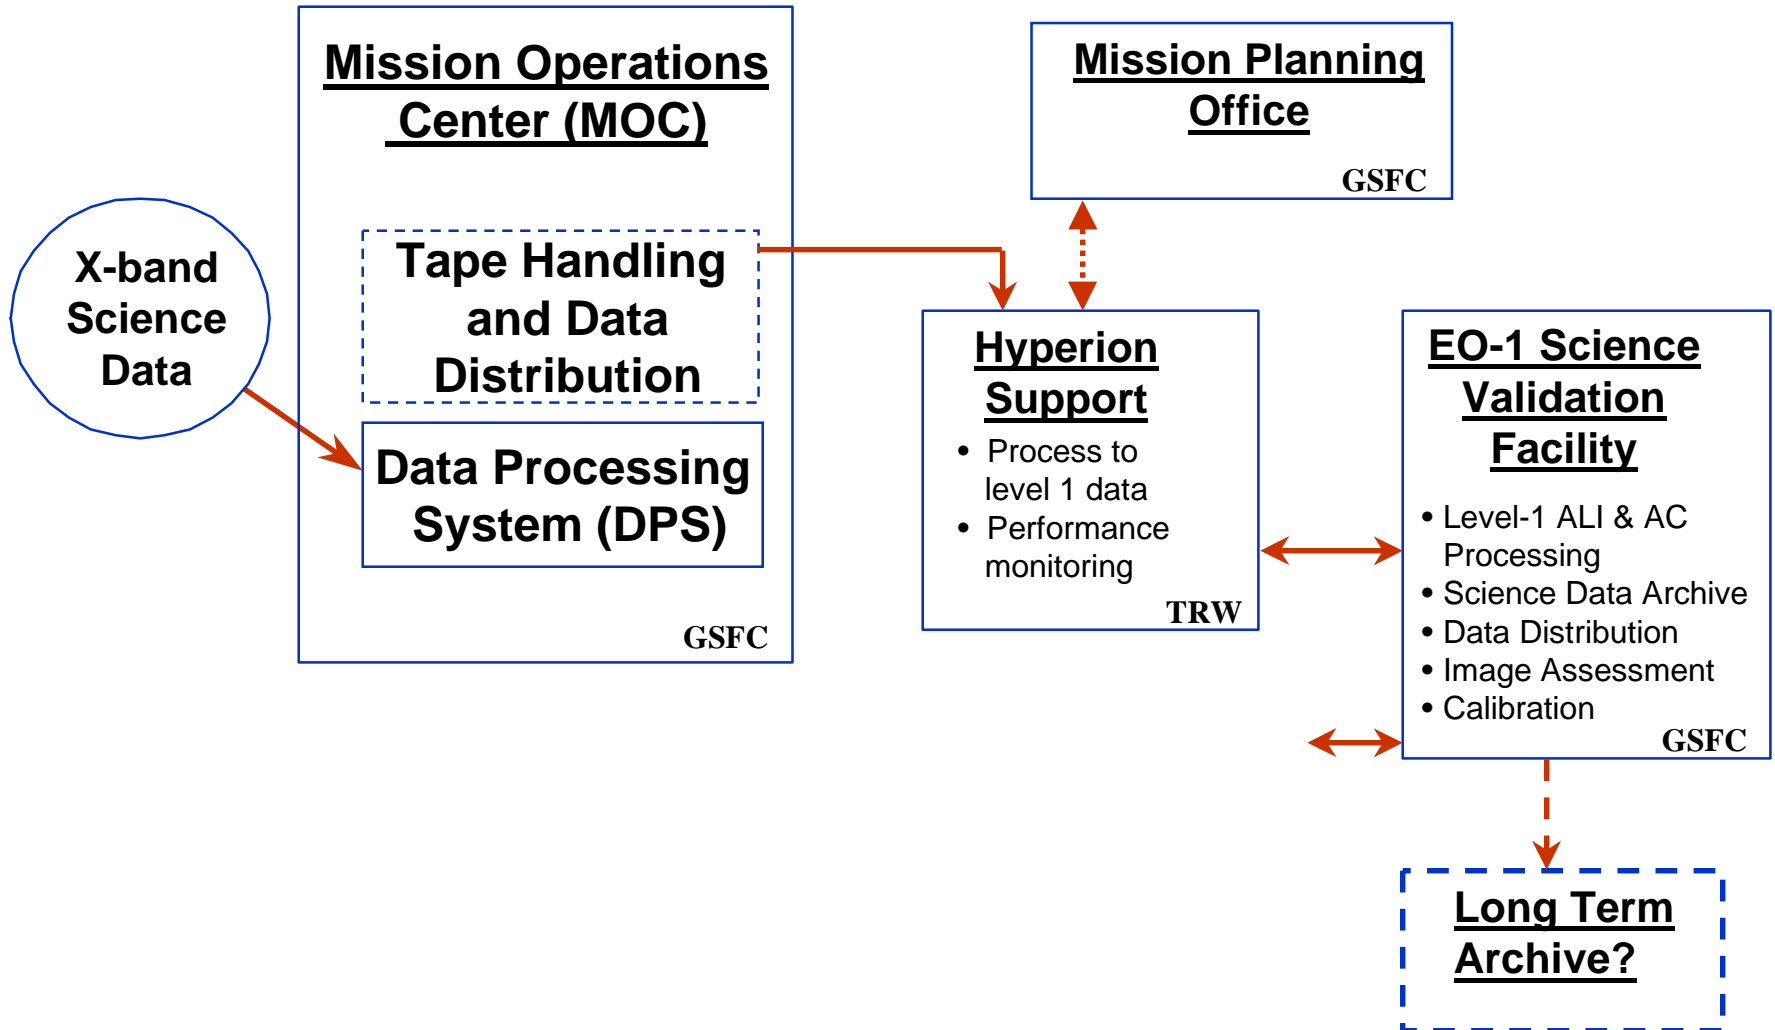 X-band
Science
Data
Mission Operations
Center (MOC)
Tape Handling
and Data
Distribution
Data Processing
System (DPS)
GSFC
Mission Planning
Office
GSFC
Hyperion
Support
• Process to
level 1 data
• Performance
monitoring
TRW
EO-1 Science
Validation
Facility
• Level-1 ALI & AC
Processing
• Science Data Archive
• Data Distribution
• Image Assessment
• Calibration
GSFC
Long Term
Archive?